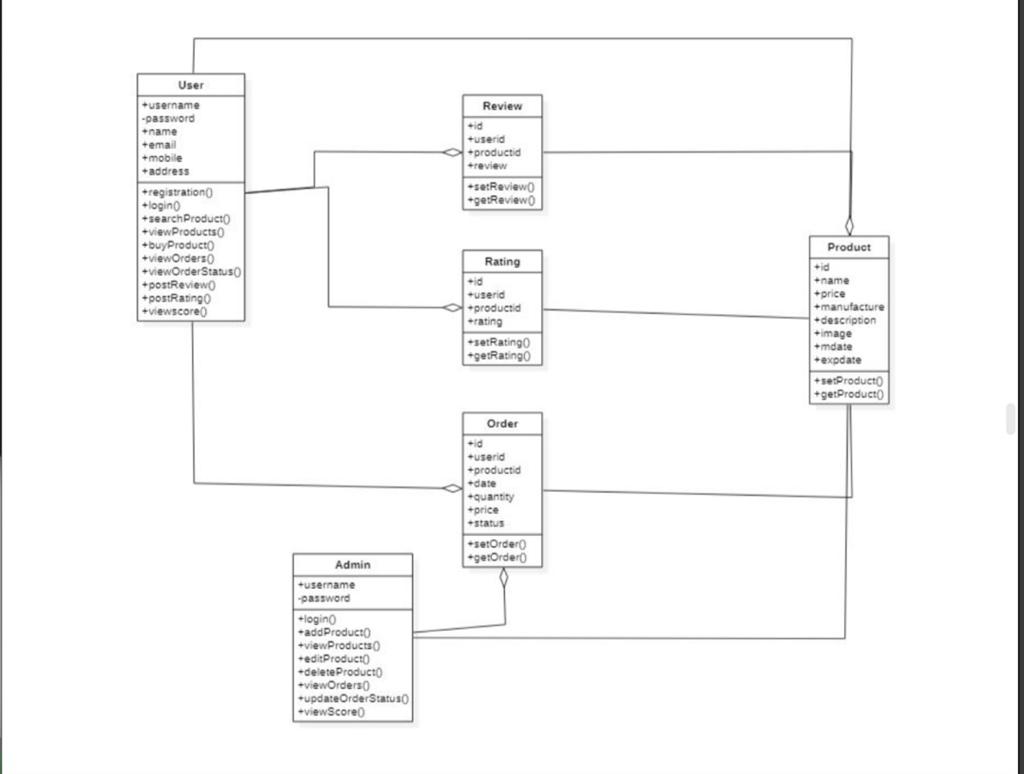 User
+username
-password
+name
+email
+mobile
+address
+registration()
+login()
+searchProduct()
+viewProducts()
+buyProduct()
+viewOrders()
+viewOrderStatus()
+postReview()
+postRating()
+viewscore()
Review
+id
+userid
+productid
+review
+setReview()
+getReview()
Rating
+id
+userid
+productid
+rating
+setRating()
+getRating()
Product
+id
+name
+price
+manufacture
+description
+image
+mdate
+expdate
+setProduct()
+getProduct()
Order
+id
+userid
+productid
+date
+quantity
+price
+status
+setOrder()
+getOrder()
Admin
+username
-password
+login()
+addProduct()
+viewProducts()
+editProduct()
+deleteProduct()
+viewOrders()
+updateOrderStatus()
+viewScore()